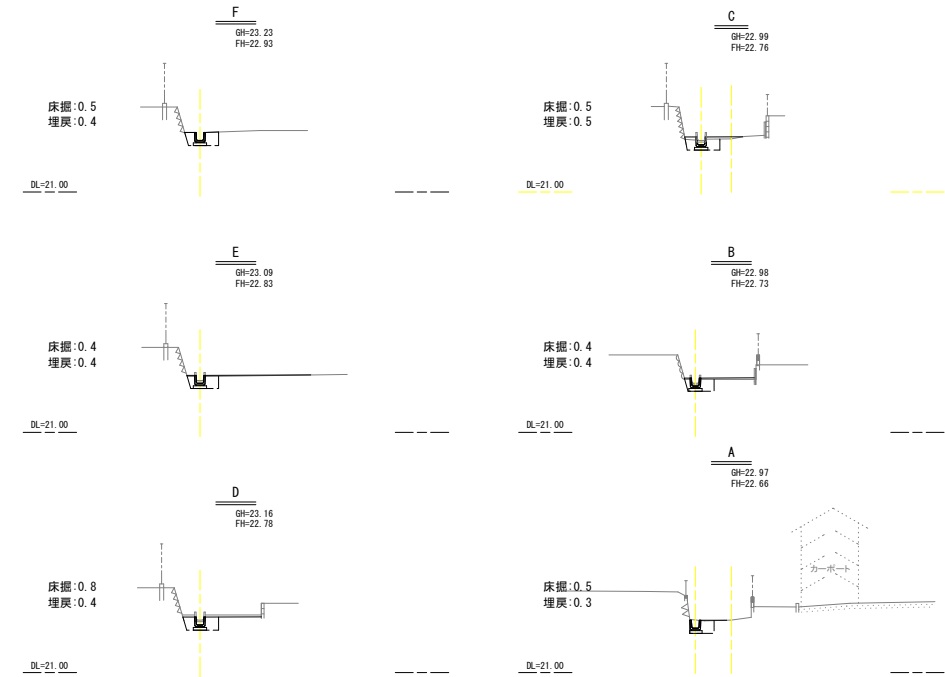 F
GH=23.23
FH=22.93
床掘:0.5
埋戻:0.4
DL=21.00
E
GH=23.09
FH=22.83
床掘:0.4
埋戻:0.4
DL=21.00
D
GH=23.16
FH=22.78
床掘:0.8
埋戻:0.4
DL=21.00
C
GH=22.99
FH=22.76
床掘:0.5
埋戻:0.5
DL=21.00
B
GH=22.98
FH=22.73
床掘:0.4
埋戻:0.4
DL=21.00
A
GH=22.97
FH=22.66
カーポート
床掘:0.5
埋戻:0.3
DL=21.00